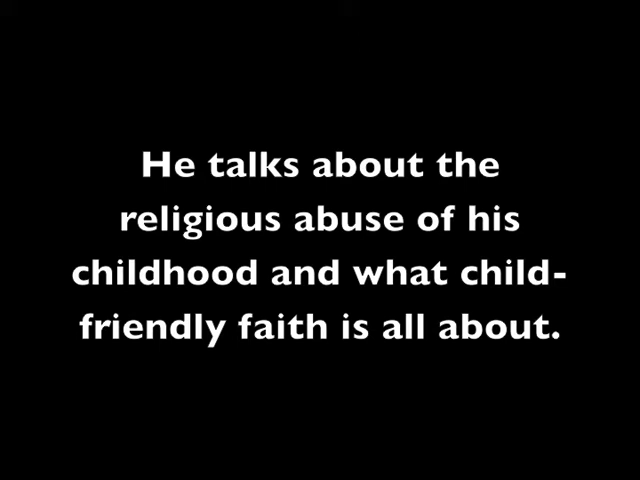 He talks about the
religious abuse of his
childhood and what child-
friendly faith is all about.